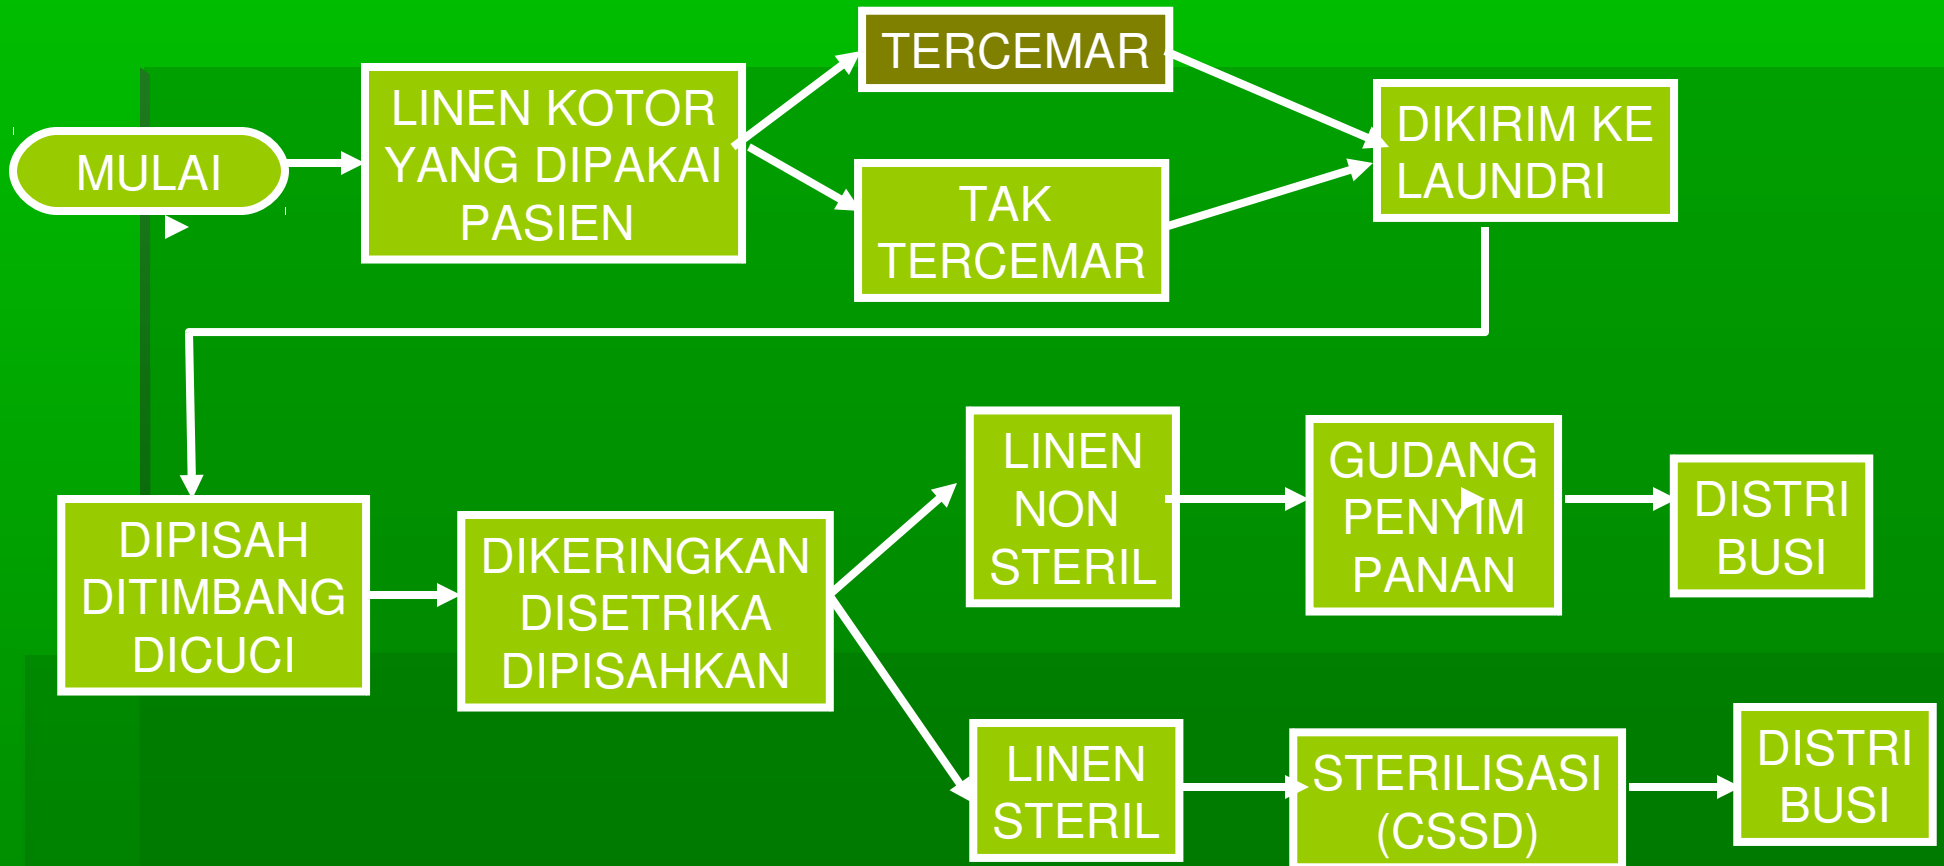 MULAI
LINEN KOTOR
YANG DIPAKAI
PASIEN
TERCEMAR
TAK
TERCEMAR
DIKIRIM KE
LAUNDRI
DIPISAH
DITIMBANG
DICUCI
DIKERINGKAN
DISETRIKA
DIPISAHKAN
LINEN
NON
STERIL
GUDANG
PENYIM
PANAN
DISTRI
BUSI
LINEN
STERIL
STERILISASI
(CSSD)
DISTRI
BUSI